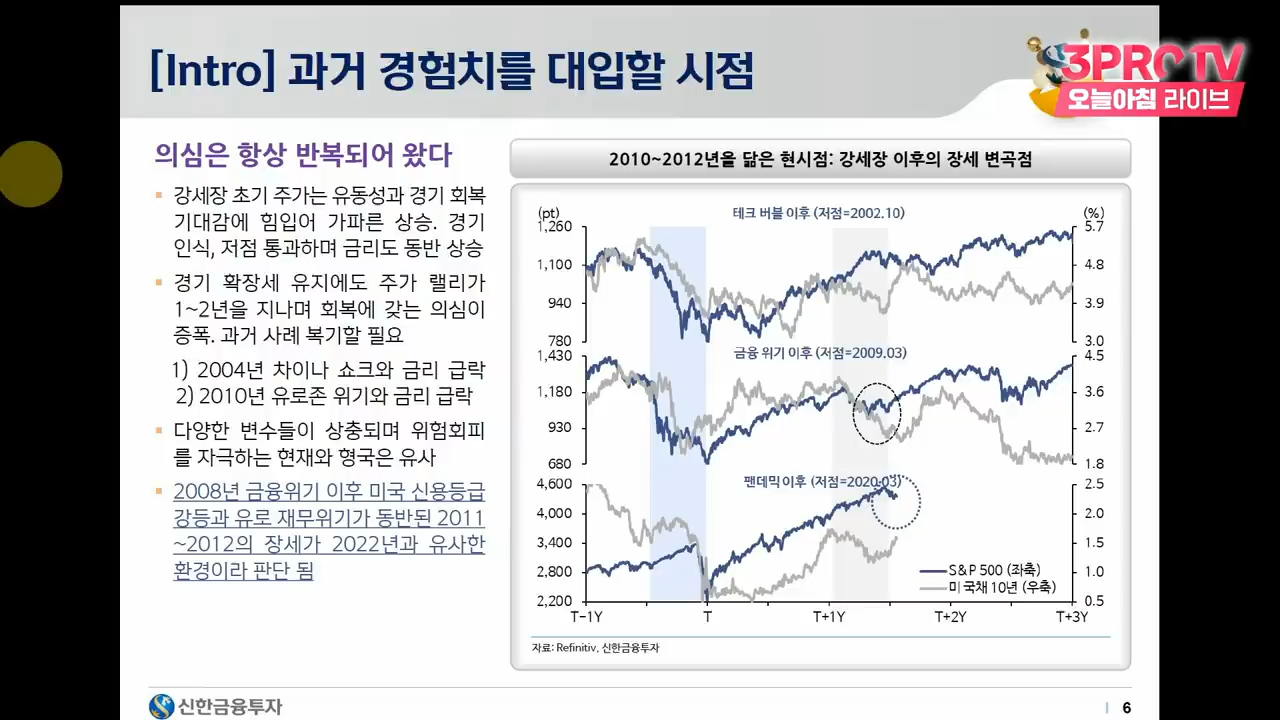 [Intro] 과거 경험치를 대입할 시점
3PROTV
오늘아침 라이브
의심은 항상 반복되어 왔다
강세장 초기 주가는 유동성과 경기 회복
기대감에 힘입어 가파른 상승. 경기
인식, 저점 통과하며 금리도 동반 상승
경기 확장세 유지에도 주가 랠리가
1~2년을 지나며 회복에 갖는 의심이
증폭. 과거 사례 복기할 필요
1) 2004년 차이나 쇼크와 금리 급락
2) 2010년 유로존 위기와 금리 급락
다양한 변수들이 상충되며 위험회피
를 자극하는 현재와 형국은 유사
2008년 금융위기 이후 미국 신용등급
강등과 유로 재무위기가 동반된 2011
~2012의 장세가 2022년과 유사한
환경이라 판단 됨
2010~2012년을 닮은 현시점: 강세장 이후의 장세 변곡점
(pt) 테크 버블 이후 (저점=2002.10) (%)
1,260 5.7
1,100 4.8
940 3.9
780 3.0
금융 위기 이후 (저점=2009.03)
1,430 4.5
1,180 3.6
930 2.7
680 1.8
팬데믹 이후 (저점=2020.03)
4,600 2.5
4,000 2.0
3,400 1.5
2,800 1.0
2,200 0.5
S&P 500 (좌축)
미 국채 10년 (우축)
T-1Y T T+1Y T+2Y T+3Y
자료: Refinitiv, 신한금융투자
신한금융투자
6